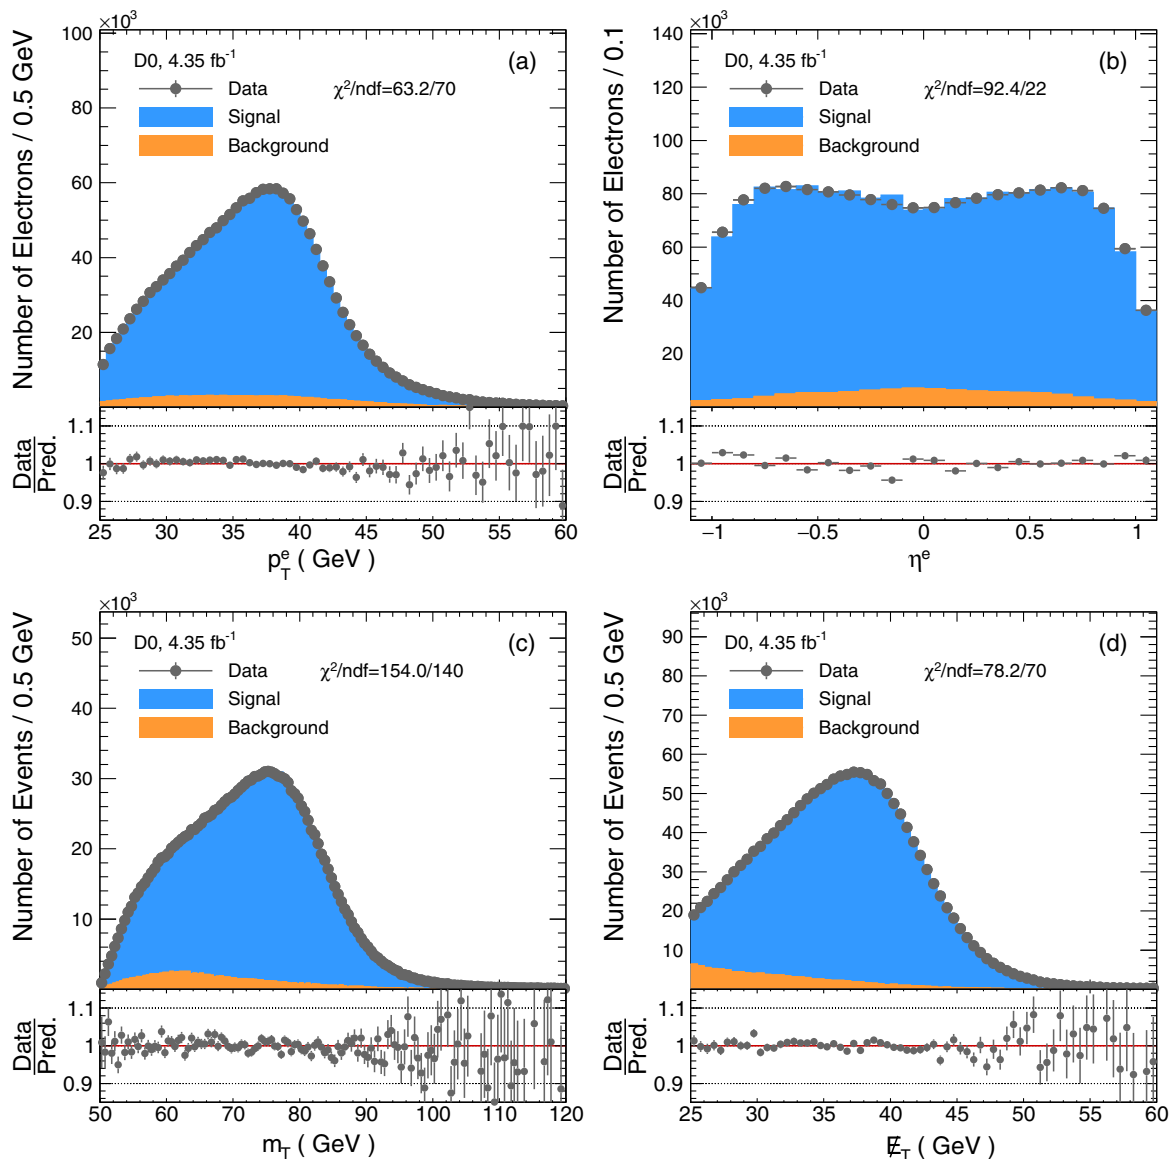 ×10³
100
80
60
40
20
Number of Electrons / 0.5 GeV
D0, 4.35 fb⁻¹
(a)
Data
χ²/ndf=63.2/70
Signal
Background
Data
Pred.
1.1
1
0.9
25 30 35 40 45 50 55 60
p_T^e ( GeV )
×10³
140
120
100
80
60
40
20
Number of Electrons / 0.1
D0, 4.35 fb⁻¹
(b)
Data
χ²/ndf=92.4/22
Signal
Background
Data
Pred.
1.1
1
0.9
−1 −0.5 0 0.5 1
η^e
×10³
50
40
30
20
10
Number of Events / 0.5 GeV
D0, 4.35 fb⁻¹
(c)
Data
χ²/ndf=154.0/140
Signal
Background
Data
Pred.
1.1
1
0.9
50 60 70 80 90 100 110 120
m_T ( GeV )
×10³
90
80
70
60
50
40
30
20
10
Number of Events / 0.5 GeV
D0, 4.35 fb⁻¹
(d)
Data
χ²/ndf=78.2/70
Signal
Background
Data
Pred.
1.1
1
0.9
25 30 35 40 45 50 55 60
E̸_T ( GeV )